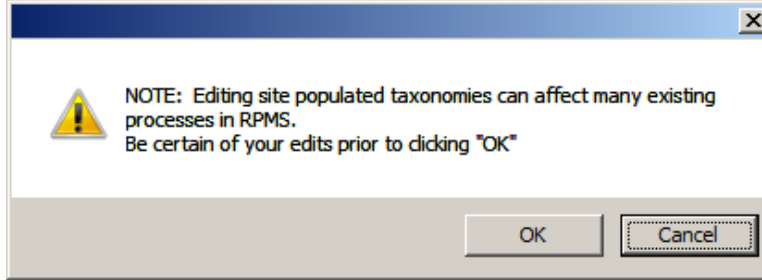 NOTE: Editing site populated taxonomies can affect many existing
processes in RPMS.
Be certain of your edits prior to clicking "OK"
OK
Cancel